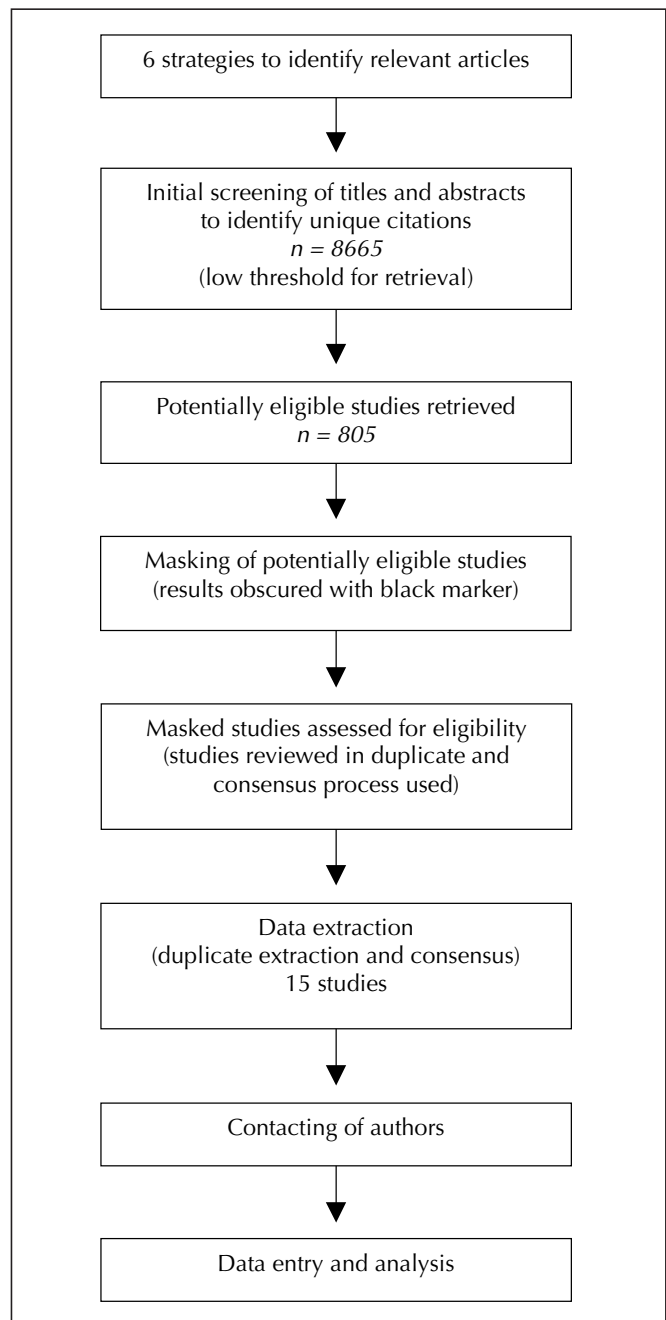 6 strategies to identify relevant articles
Initial screening of titles and abstracts
to identify unique citations
n = 8665
(low threshold for retrieval)
Potentially eligible studies retrieved
n = 805
Masking of potentially eligible studies
(results obscured with black marker)
Masked studies assessed for eligibility
(studies reviewed in duplicate and
consensus process used)
Data extraction
(duplicate extraction and consensus)
15 studies
Contacting of authors
Data entry and analysis